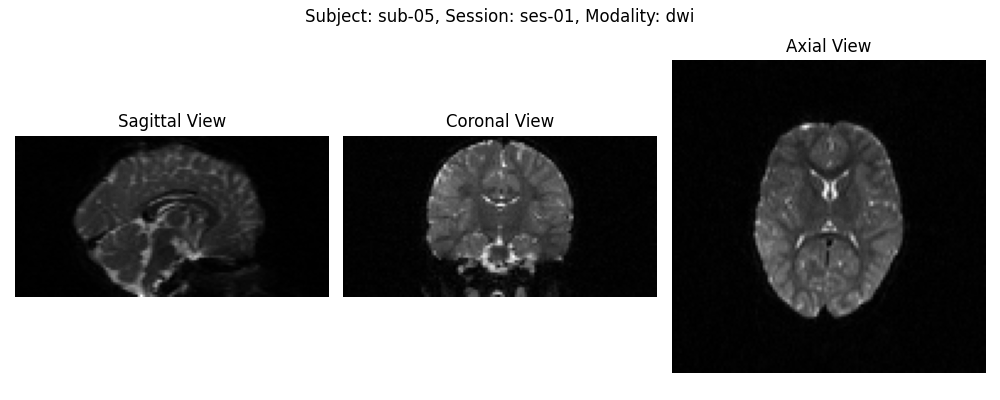 Subject: sub-05, Session: ses-01, Modality: dwi
Sagittal View
Coronal View
Axial View